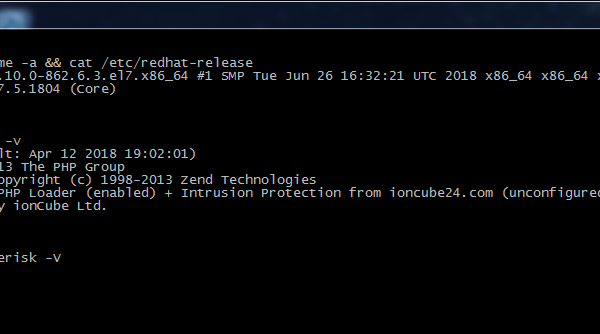 me -a && cat /etc/redhat-release
.10.0-862.6.3.el7.x86_64 #1 SMP Tue Jun 26 16:32:21 UTC 2018 x86_64 x86_64 x
7.5.1804 (Core)
-v
lt: Apr 12 2018 19:02:01)
13 The PHP Group
opyright (c) 1998-2013 Zend Technologies
PHP Loader (enabled) + Intrusion Protection from ioncube24.com (unconfigured
y ionCube Ltd.
erisk -V